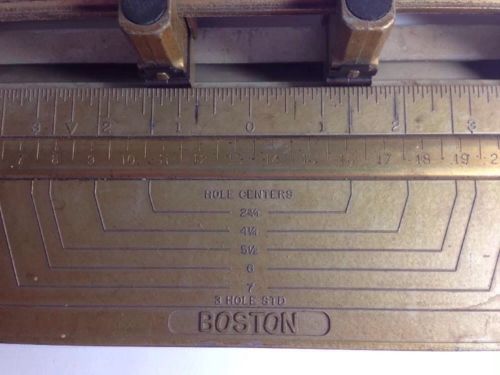 3 V 2 1 0 1 2 3
7 8 9 10 11 12 13 14 15 16 17 18 19 2
HOLE CENTERS
2¾
4¼
5½
6
7
3 HOLE STD
BOSTON